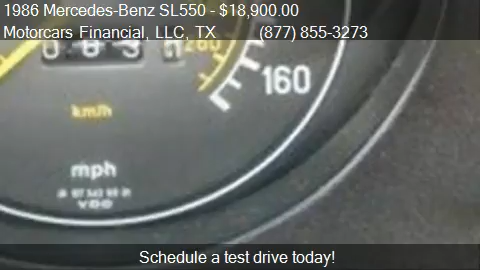 1986 Mercedes-Benz SL550 - $18,900.00
Motorcars Financial, LLC, TX (877) 855-3273
260
160
km/h
mph
VDO
Schedule a test drive today!